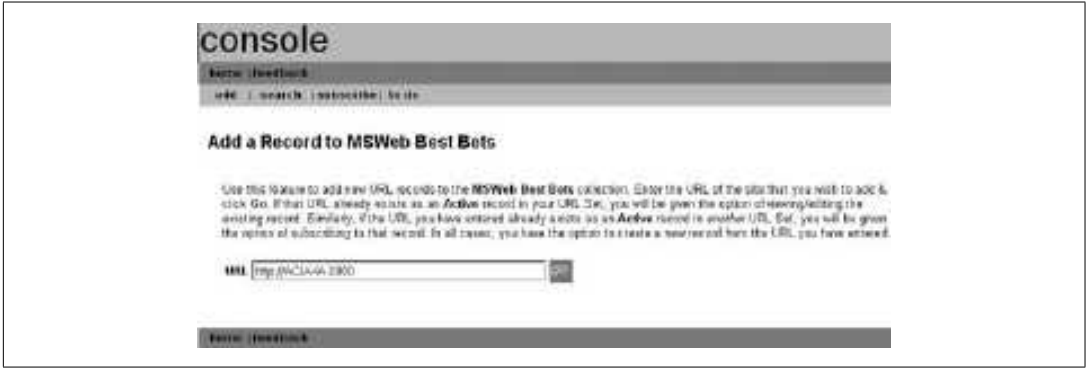 console
home | feedback
add | search | subscribe | to do
Add a Record to MSWeb Best Bets
Use this feature to add new URL records to the MSWeb Best Bets collection. Enter the URL of the site that you wish to add &
click Go. If that URL already exists as an Active record in your URL Set, you will be given the option of viewing/editing the
existing record. Similarly, if the URL you have entered already exists as an Active record in another URL Set, you will be given
the option of subscribing to that record. In all cases, you have the option to create a new record from the URL you have entered.
URL http://
home | feedback